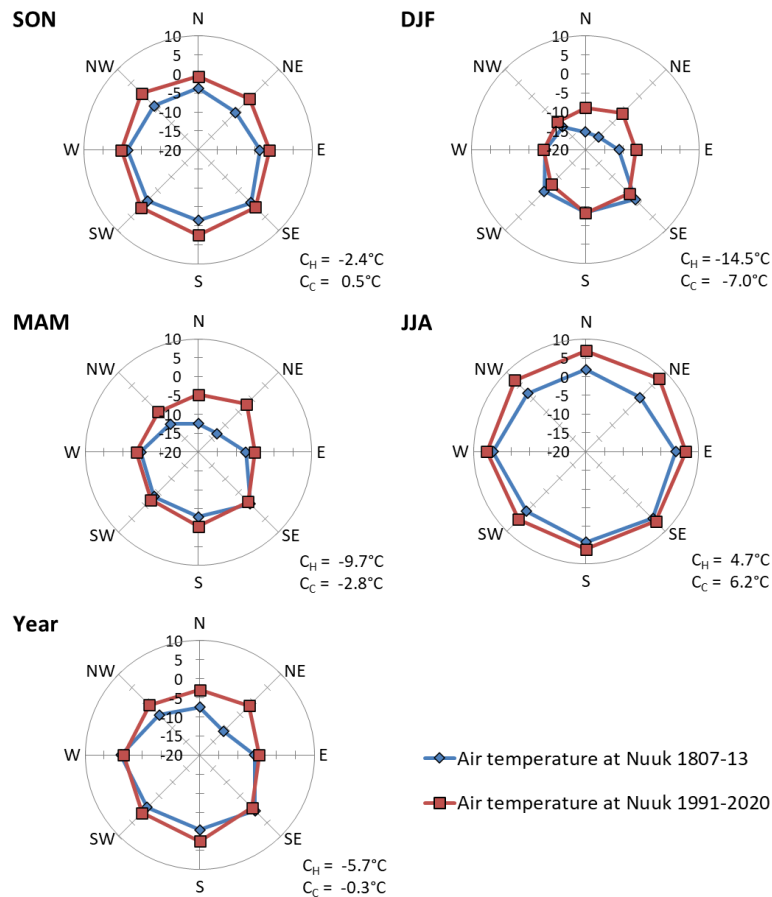 SON
N
NE
E
SE
S
SW
W
NW
10
5
0
-5
-10
-15
-20
C_H = -2.4°C
C_C = 0.5°C
DJF
N
NE
E
SE
S
SW
W
NW
10
5
0
-5
-10
-15
-20
C_H = -14.5°C
C_C = -7.0°C
MAM
N
NE
E
SE
S
SW
W
NW
10
5
0
-5
-10
-15
-20
C_H = -9.7°C
C_C = -2.8°C
JJA
N
NE
E
SE
S
SW
W
NW
10
5
0
-5
-10
-15
-20
C_H = 4.7°C
C_C = 6.2°C
Year
N
NE
E
SE
S
SW
W
NW
10
5
0
-5
-10
-15
-20
C_H = -5.7°C
C_C = -0.3°C
Air temperature at Nuuk 1807-13
Air temperature at Nuuk 1991-2020